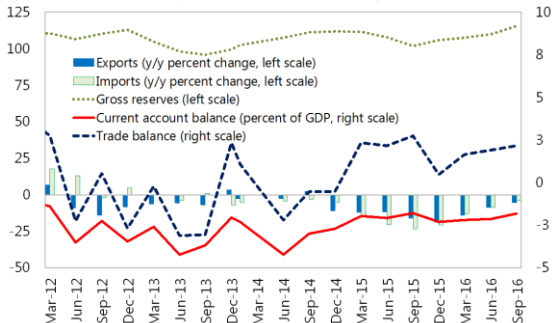 125
100
75
50
25
0
-25
-50
10
8
5
3
0
-3
-5
Exports (y/y percent change, left scale)
Imports (y/y percent change, left scale)
Gross reserves (left scale)
Current account balance (percent of GDP, right scale)
Trade balance (right scale)
Mar-12
Jun-12
Sep-12
Dec-12
Mar-13
Jun-13
Sep-13
Dec-13
Mar-14
Jun-14
Sep-14
Dec-14
Mar-15
Jun-15
Sep-15
Dec-15
Mar-16
Jun-16
Sep-16